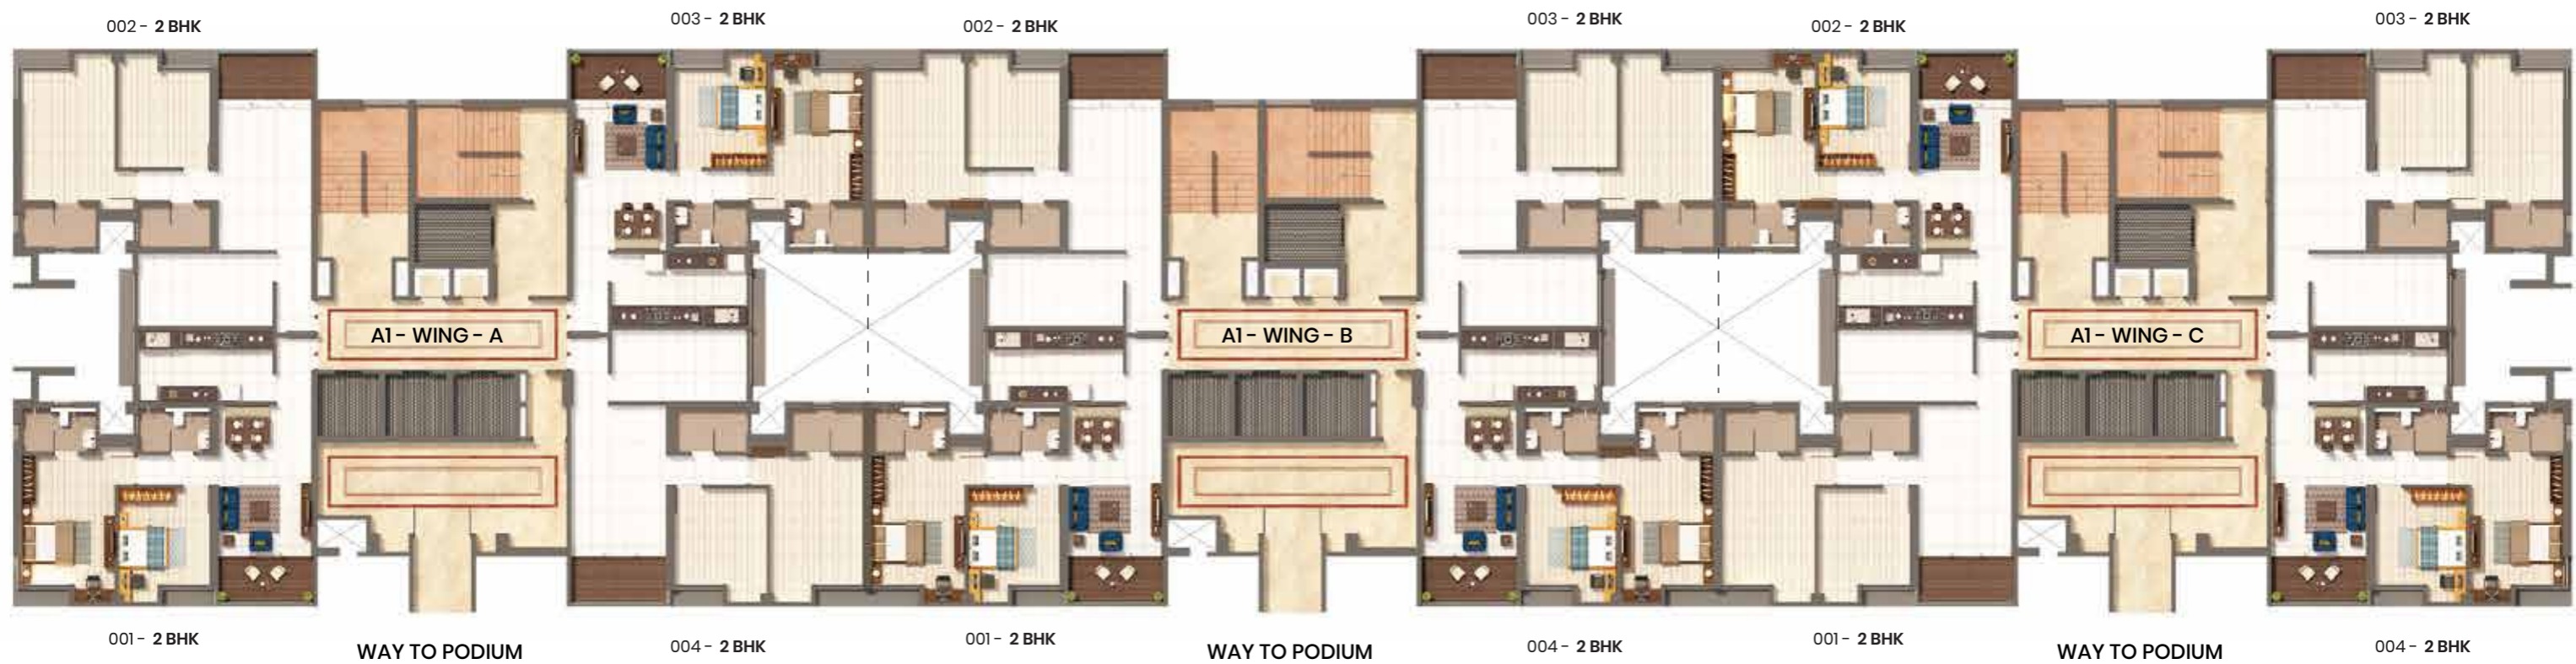 002 - 2 BHK
003 - 2 BHK
002 - 2 BHK
003 - 2 BHK
002 - 2 BHK
003 - 2 BHK
A1 - WING - A
A1 - WING - B
A1 - WING - C
001 - 2 BHK
WAY TO PODIUM
004 - 2 BHK
001 - 2 BHK
WAY TO PODIUM
004 - 2 BHK
001 - 2 BHK
WAY TO PODIUM
004 - 2 BHK